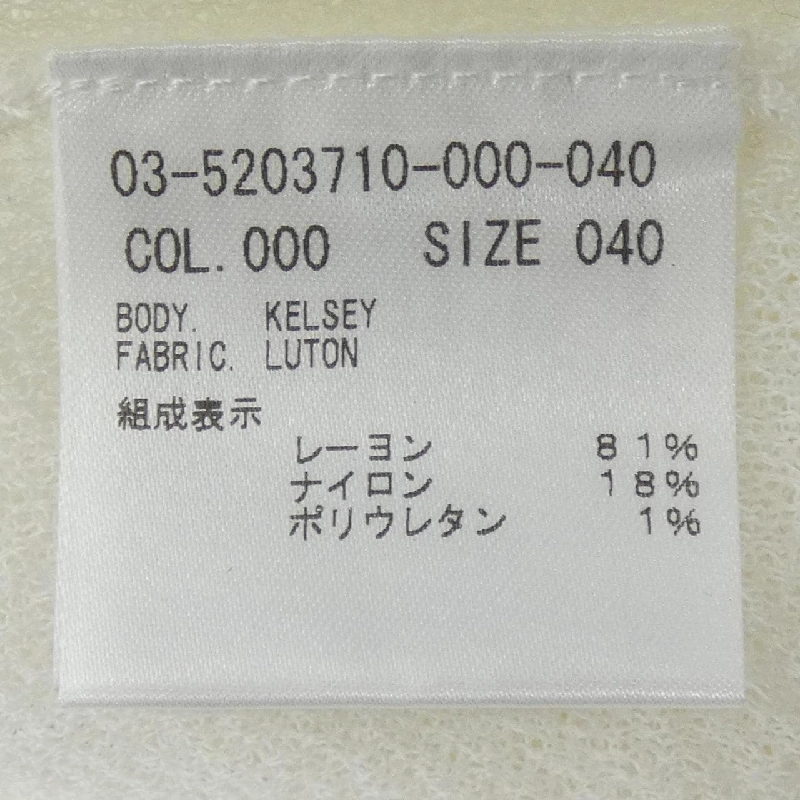 03-5203710-000-040
COL.000 SIZE 040
BODY. KELSEY
FABRIC. LUTON
組成表示
レーヨン 81%
ナイロン 18%
ポリウレタン 1%